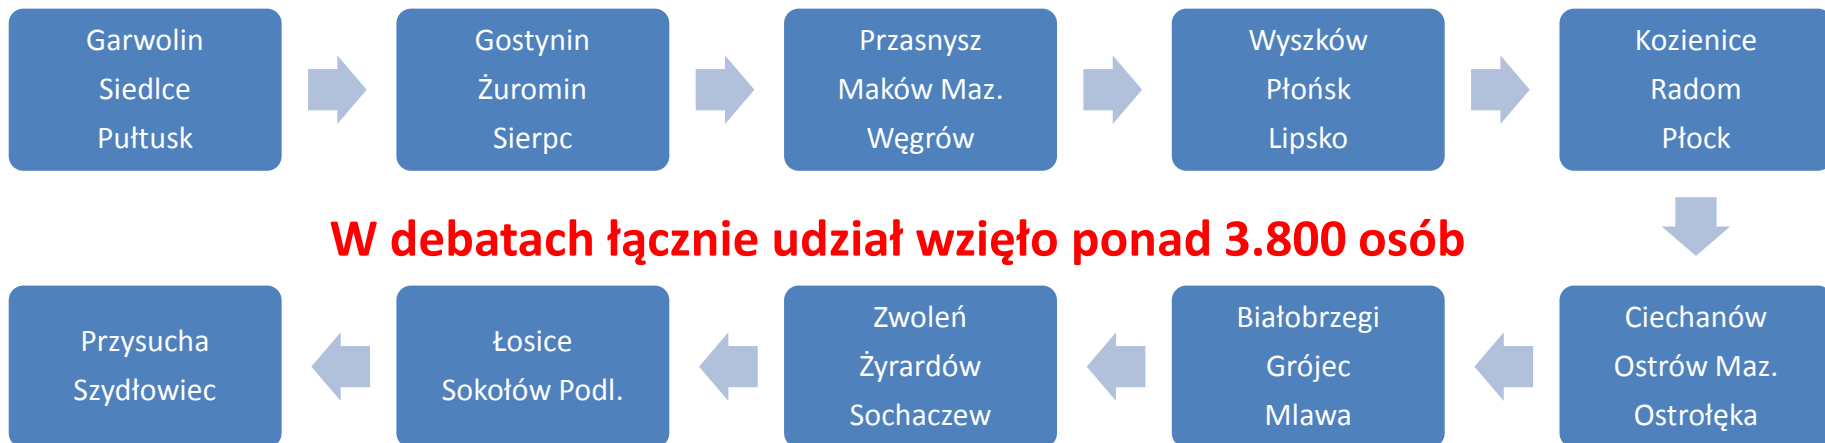 Garwolin
Siedlce
Pułtusk
Gostynin
Żuromin
Sierpc
Przasnysz
Maków Maz.
Węgrów
Wyszków
Płońsk
Lipsko
Kozienice
Radom
Płock
W debatach łącznie udział wzięło ponad 3.800 osób
Ciechanów
Ostrów Maz.
Ostrołęka
Białobrzegi
Grójec
Mlawa
Zwoleń
Żyrardów
Sochaczew
Łosice
Sokołów Podl.
Przysucha
Szydłowiec